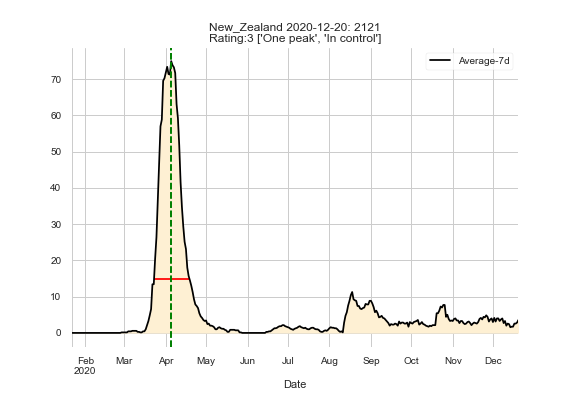 New_Zealand 2020-12-20: 2121
Rating:3 ['One peak', 'In control']
Average-7d
70
60
50
40
30
20
10
0
Feb Mar Apr May Jun Jul Aug Sep Oct Nov Dec
2020
Date